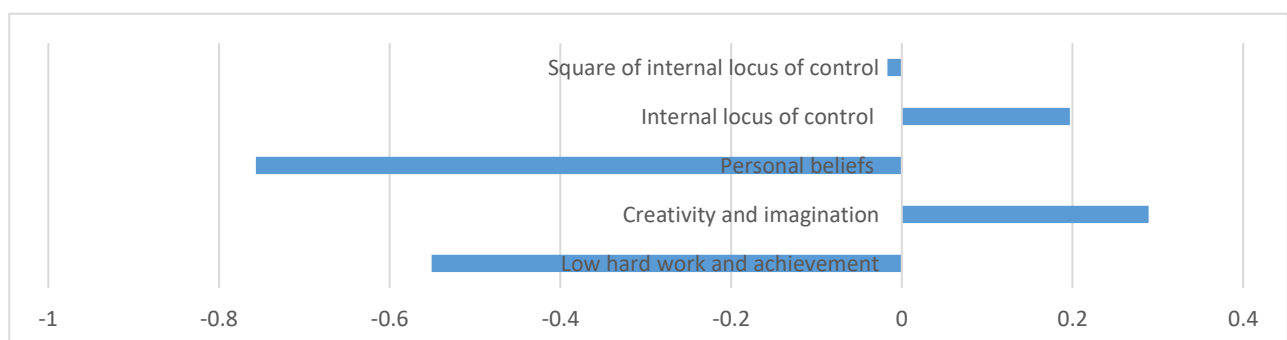 Square of internal locus of control
Internal locus of control
Personal beliefs
Creativity and imagination
Low hard work and achievement
-1 -0.8 -0.6 -0.4 -0.2 0 0.2 0.4